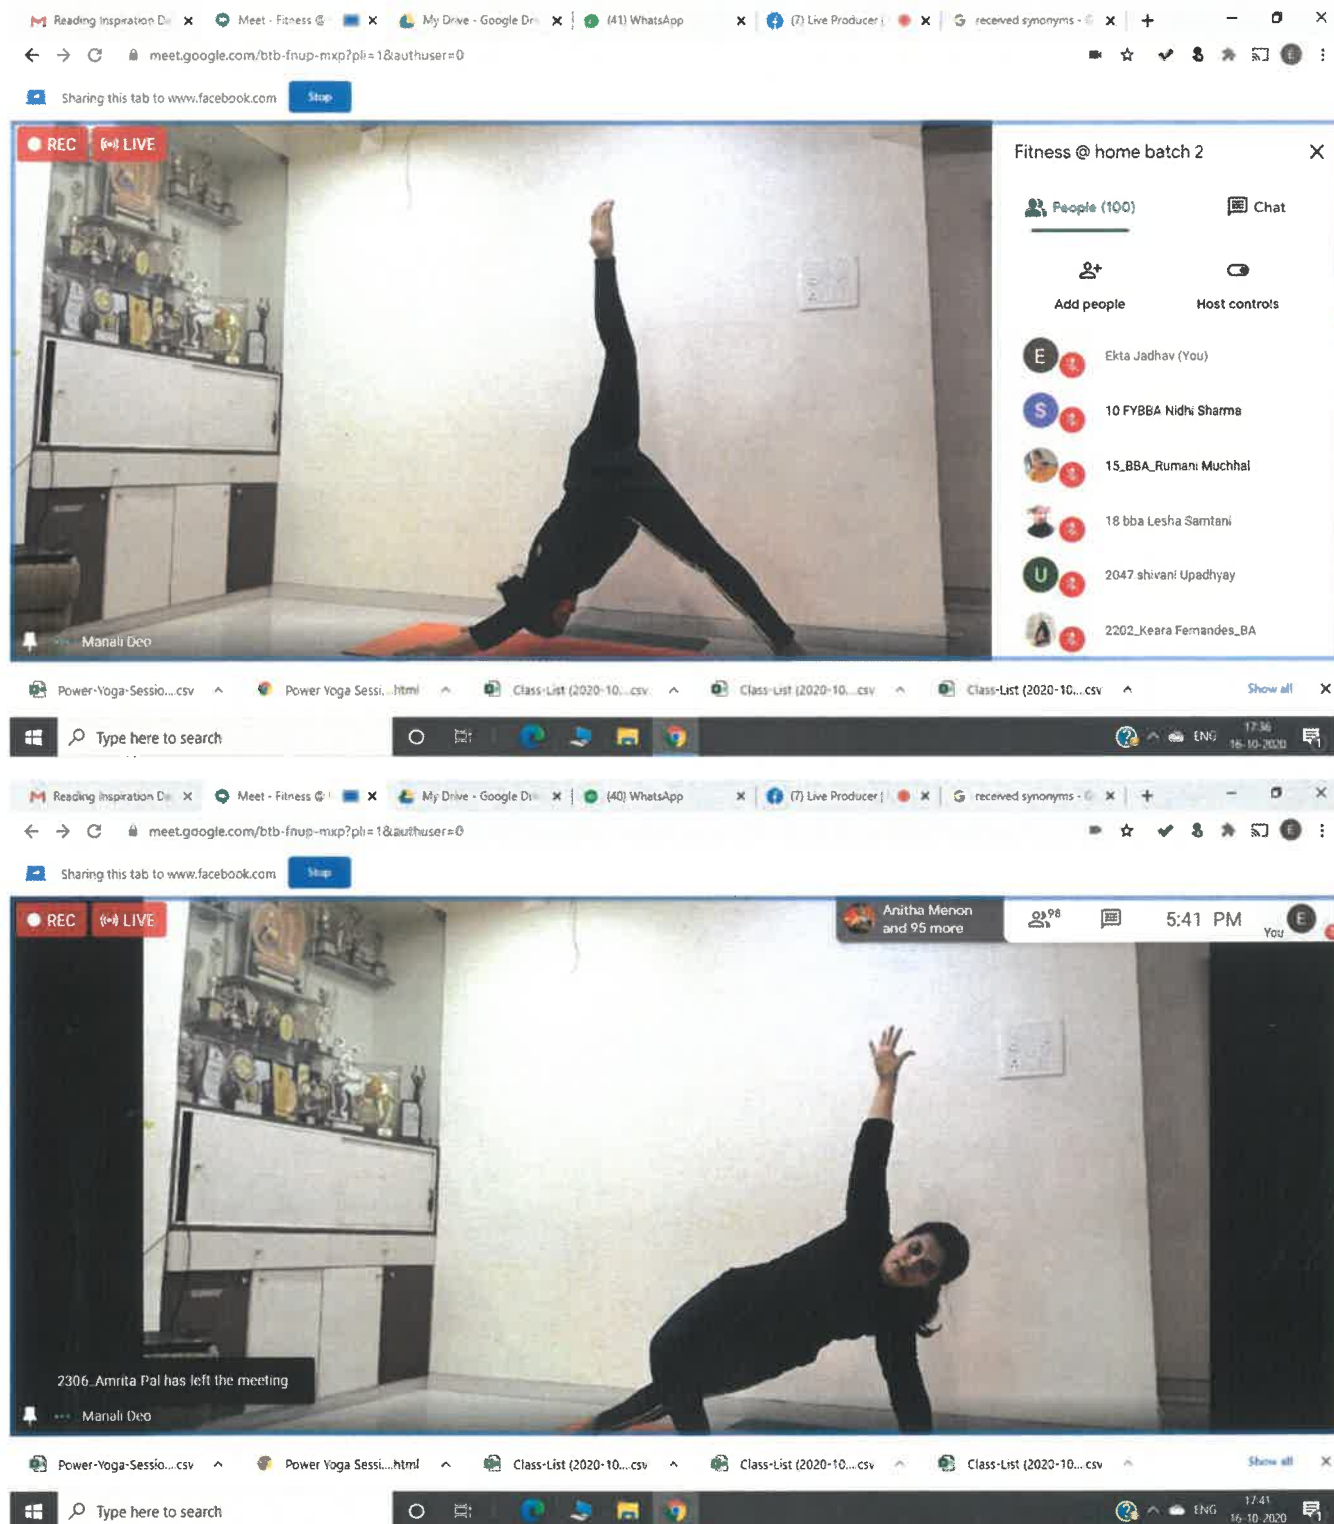 Reading Inspiration Da
Meet - Fitness @
My Drive - Google Dri
(41) WhatsApp
(7) Live Producer |
received synonyms - G
meet.google.com/btb-fnup-mxp?pli=1&authuser=0
Sharing this tab to www.facebook.com
Stop
REC
LIVE
Fitness @ home batch 2
People (100)
Chat
Add people
Host controls
E
Ekta Jadhav (You)
S
10 FYBBA Nidhi Sharma
15_BBA_Rumani Muchhal
18 bba Lesha Samtani
U
2047 shivani Upadhyay
2202_Keara Fernandes_BA
Manali Deo
Power-Yoga-Sessio....csv
Power Yoga Sessi....html
Class-List (2020-10....csv
Class-List (2020-10....csv
Class-List (2020-10....csv
Show all
Type here to search
ENG
17:36
16-10-2020
Reading Inspiration Da
Meet - Fitness @
My Drive - Google Dri
(40) WhatsApp
(7) Live Producer |
received synonyms - G
meet.google.com/btb-fnup-mxp?pli=1&authuser=0
Sharing this tab to www.facebook.com
Stop
REC
LIVE
Anitha Menon
and 95 more
98
5:41 PM
You
E
2306_Amrita Pal has left the meeting
Manali Deo
Power-Yoga-Sessio....csv
Power Yoga Sessi....html
Class-List (2020-10....csv
Class-List (2020-10....csv
Class-List (2020-10....csv
Show all
Type here to search
ENG
17:41
16-10-2020